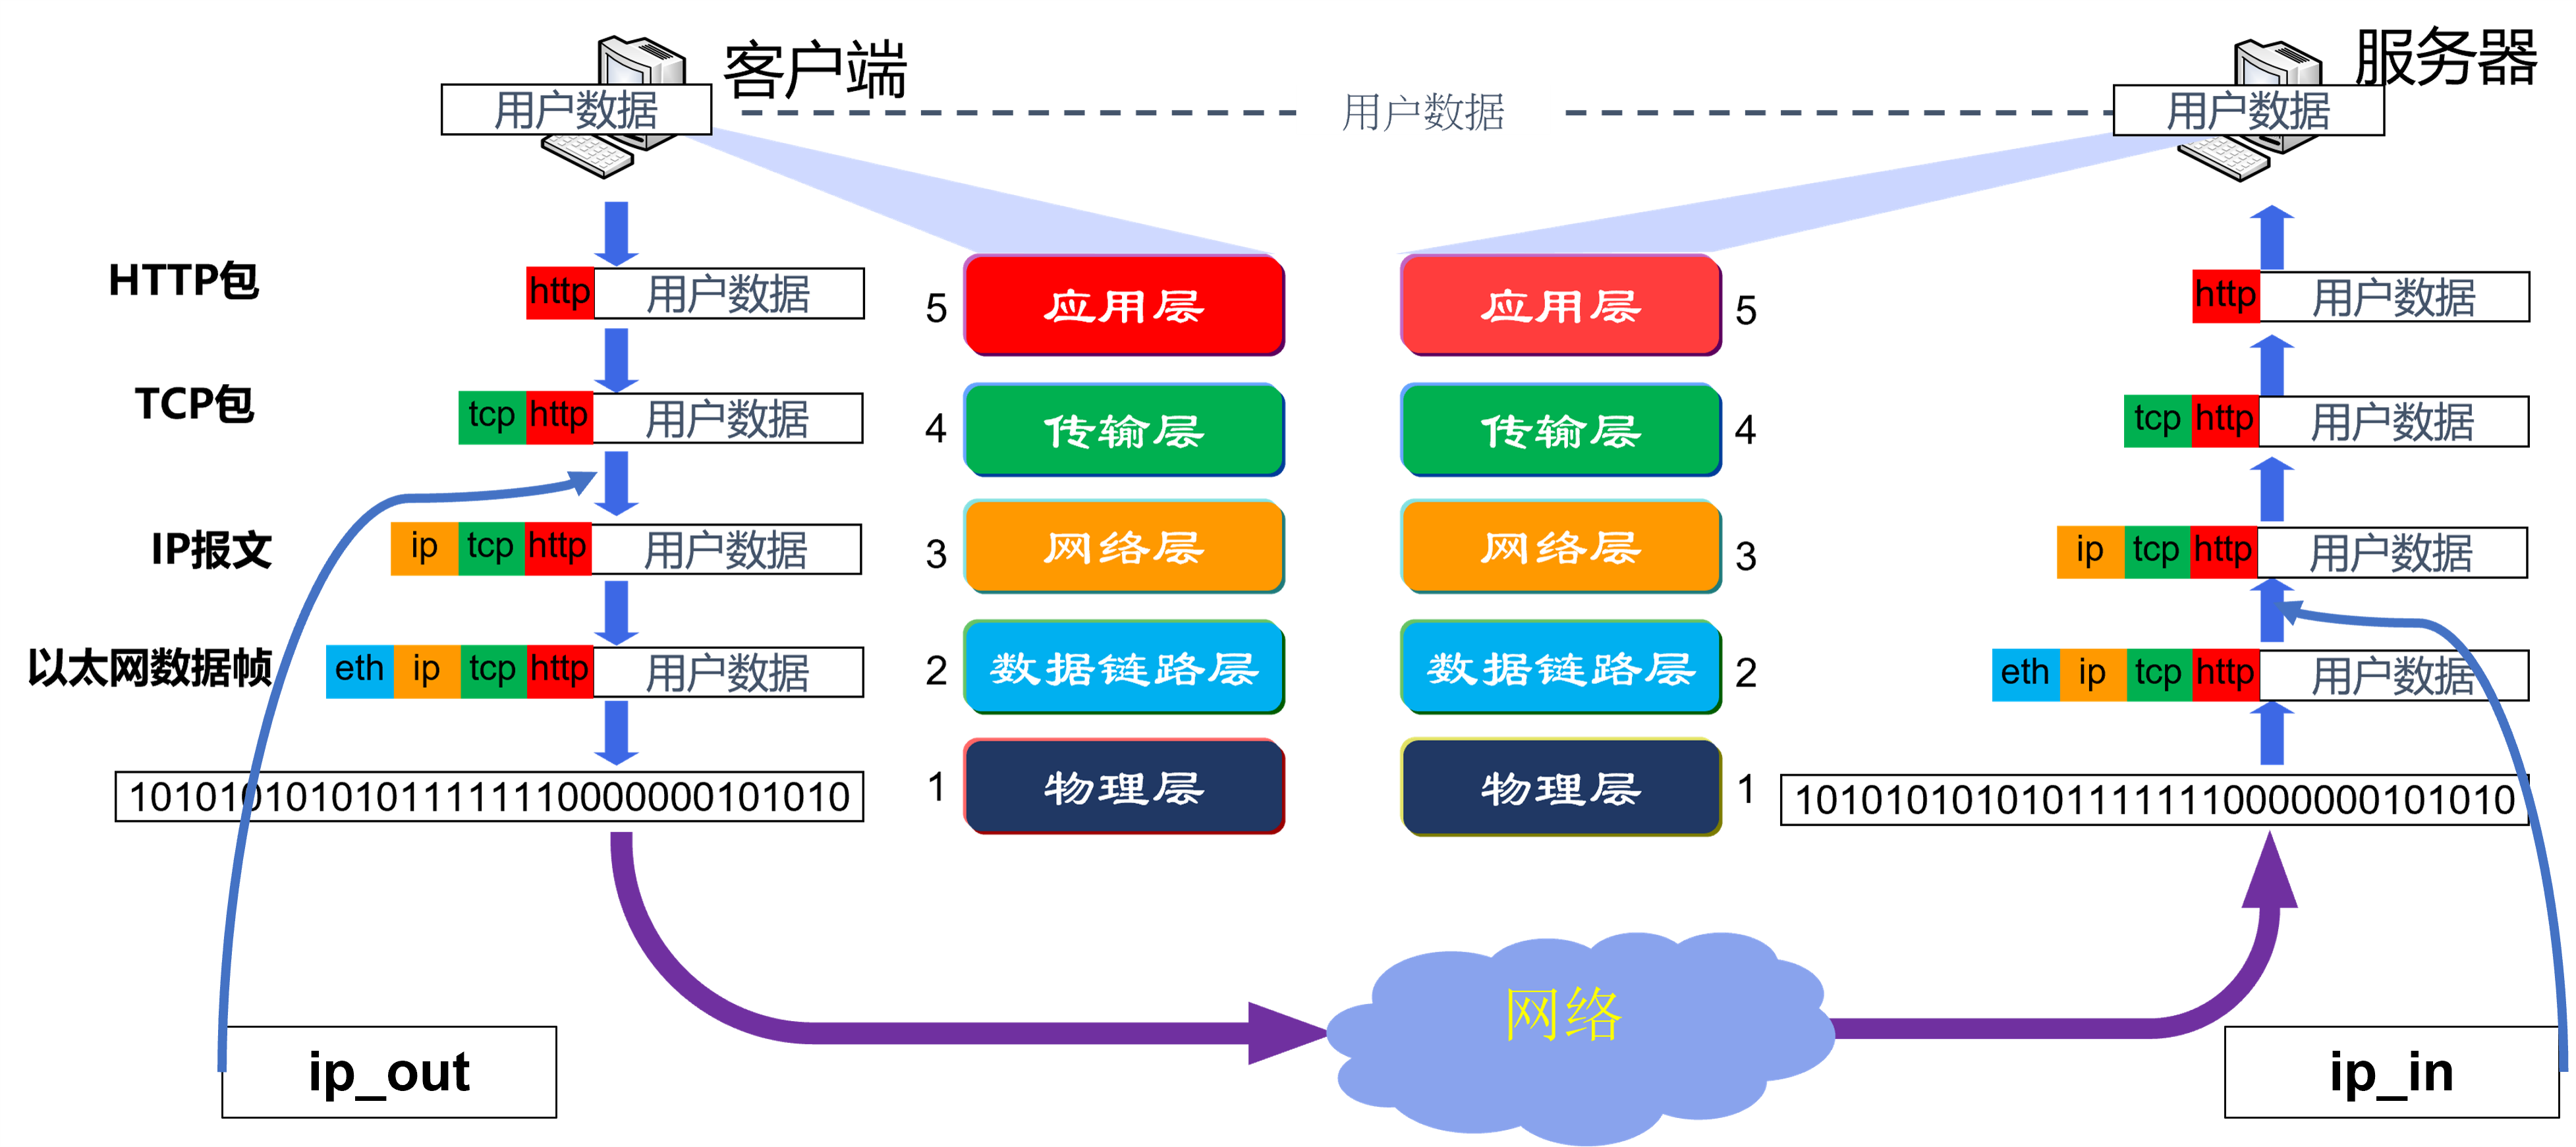 客户端
服务器
用户数据
用户数据
用户数据
HTTP包
http 用户数据
5 应用层
应用层 5
http 用户数据
TCP包
tcp http 用户数据
4 传输层
传输层 4
tcp http 用户数据
IP报文
ip tcp http 用户数据
3 网络层
网络层 3
ip tcp http 用户数据
以太网数据帧
eth ip tcp http 用户数据
2 数据链路层
数据链路层 2
eth ip tcp http 用户数据
101010101010111111110000000101010
1 物理层
物理层 1
101010101010111111110000000101010
网络
ip_out
ip_in